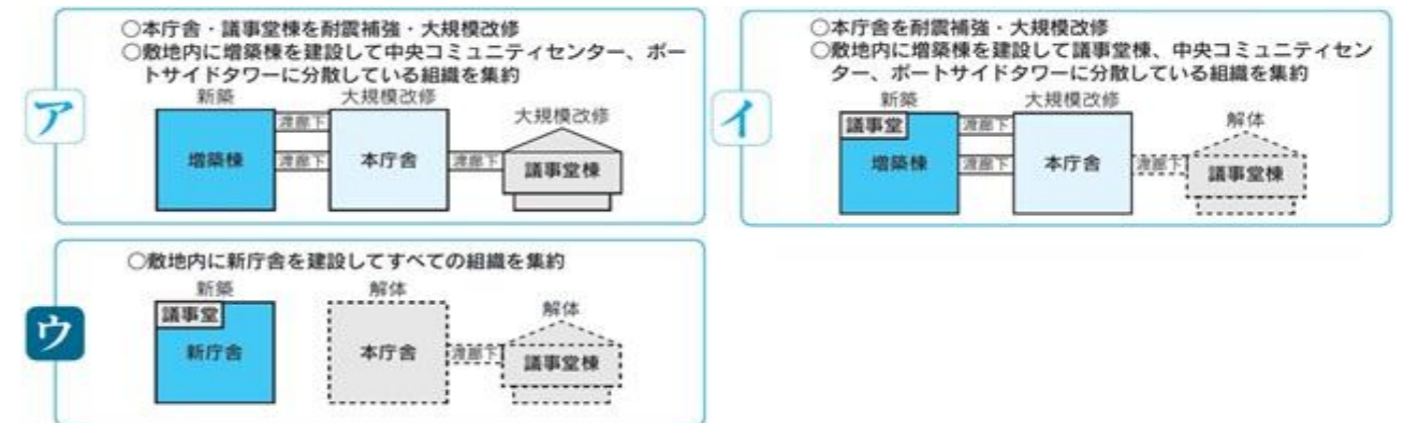 ア
○本庁舎・議事堂棟を耐震補強・大規模改修
○敷地内に増築棟を建設して中央コミュニティセンター、ポー
トサイドタワーに分散している組織を集約
新築
大規模改修
大規模改修
増築棟
渡廊下
渡廊下
本庁舎
渡廊下
議事堂棟
イ
○本庁舎を耐震補強・大規模改修
○敷地内に増築棟を建設して議事堂棟、中央コミュニティセン
ター、ポートサイドタワーに分散している組織を集約
新築
大規模改修
解体
議事堂
増築棟
渡廊下
渡廊下
本庁舎
渡廊下
議事堂棟
ウ
○敷地内に新庁舎を建設してすべての組織を集約
新築
解体
解体
議事堂
新庁舎
本庁舎
渡廊下
議事堂棟